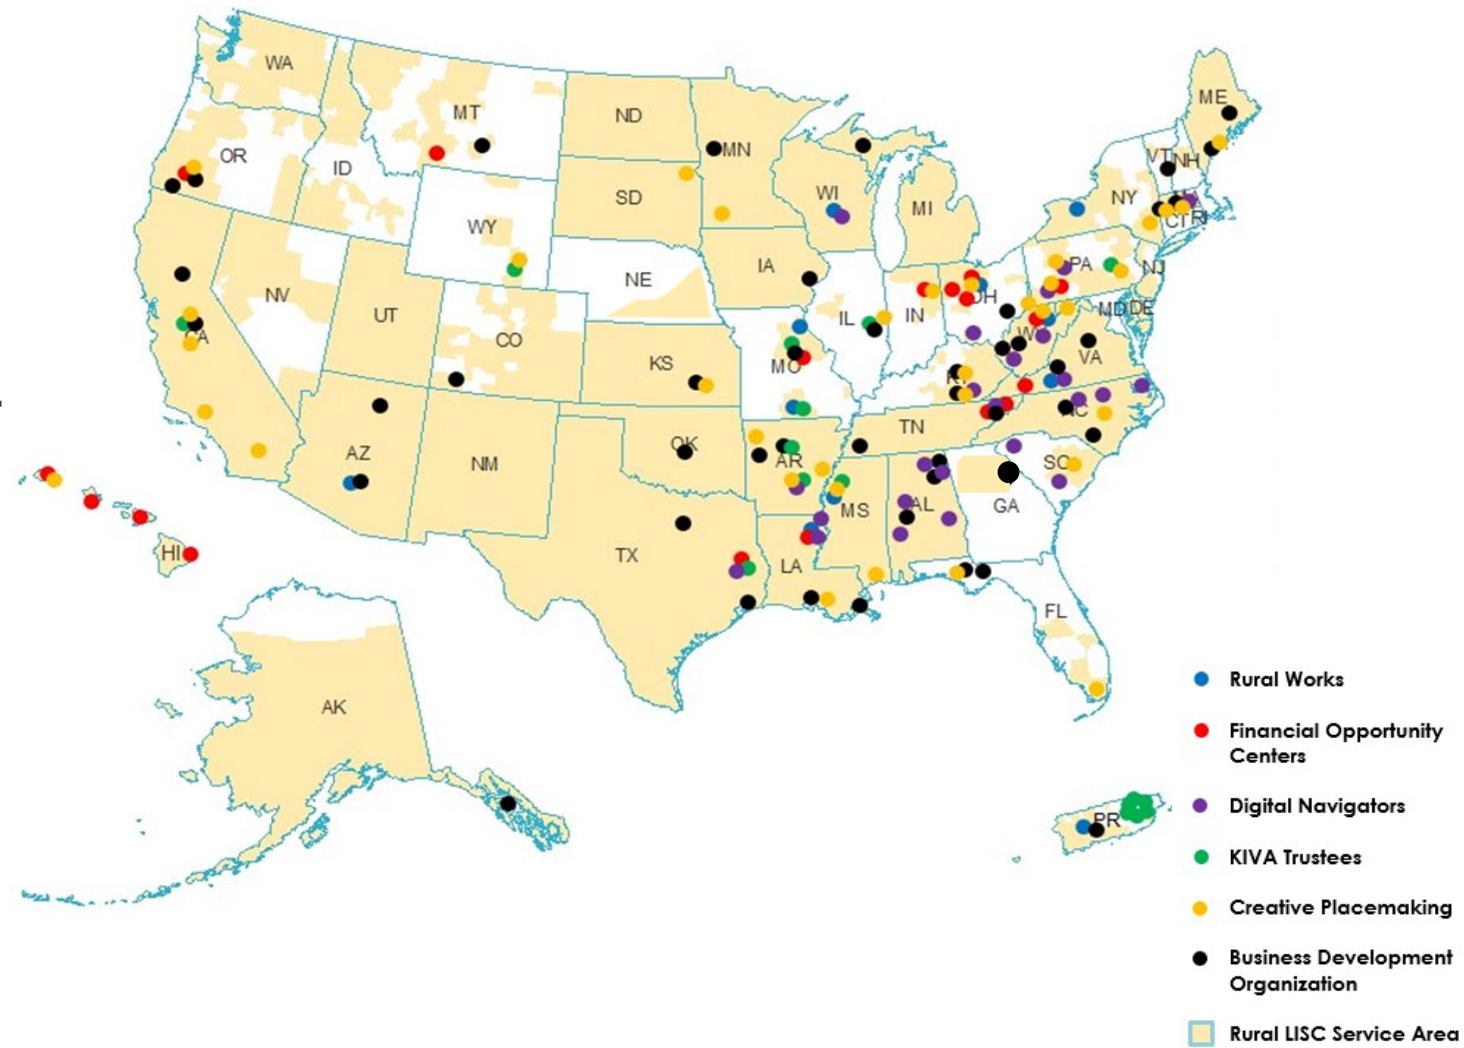 WA
MT
ND
ME
MN
VT
NH
OR
ID
SD
WI
MI
NY
WY
CT
RI
IA
PA
NJ
NE
NV
UT
IL
IN
OH
MD
DE
CA
CO
KS
MO
VA
AZ
NM
OK
AR
TN
NC
SC
MS
AL
GA
HI
TX
LA
FL
AK
PR
Rural Works
Financial Opportunity
Centers
Digital Navigators
KIVA Trustees
Creative Placemaking
Business Development
Organization
Rural LISC Service Area